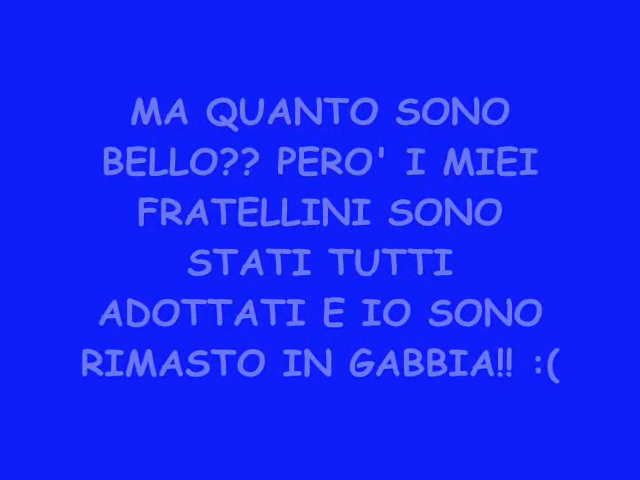 MA QUANTO SONO
BELLO?? PERO' I MIEI
FRATELLINI SONO
STATI TUTTI
ADOTTATI E IO SONO
RIMASTO IN GABBIA!! :(